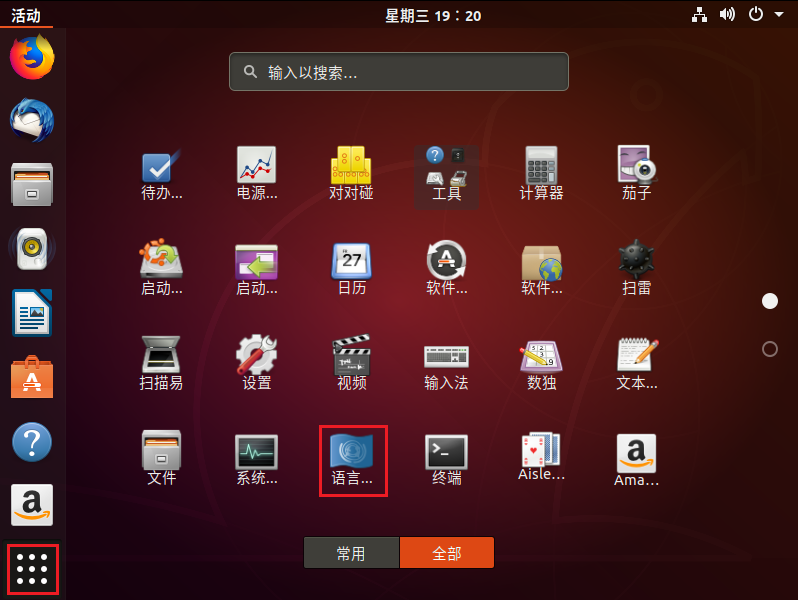 活动
星期三 19：20
输入以搜索...
待办...
电源...
对对碰
工具
计算器
茄子
启动...
启动...
27
日历
软件...
软件...
扫雷
扫描易
设置
视频
输入法
数独
文本...
文件
系统...
语言...
终端
Aisle...
Ama...
常用
全部